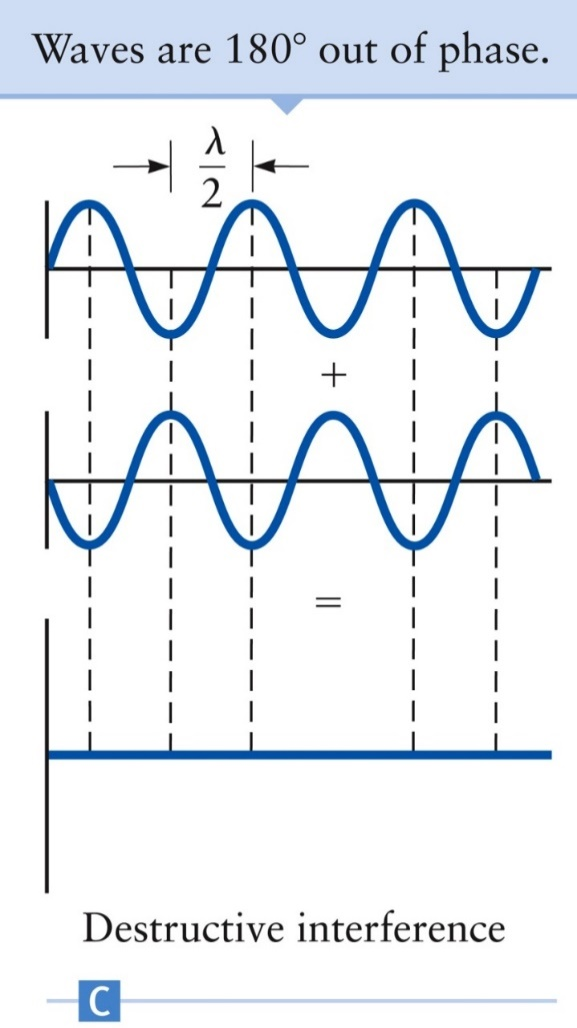 Waves are 180° out of phase.
λ
2
+
=
Destructive interference
C